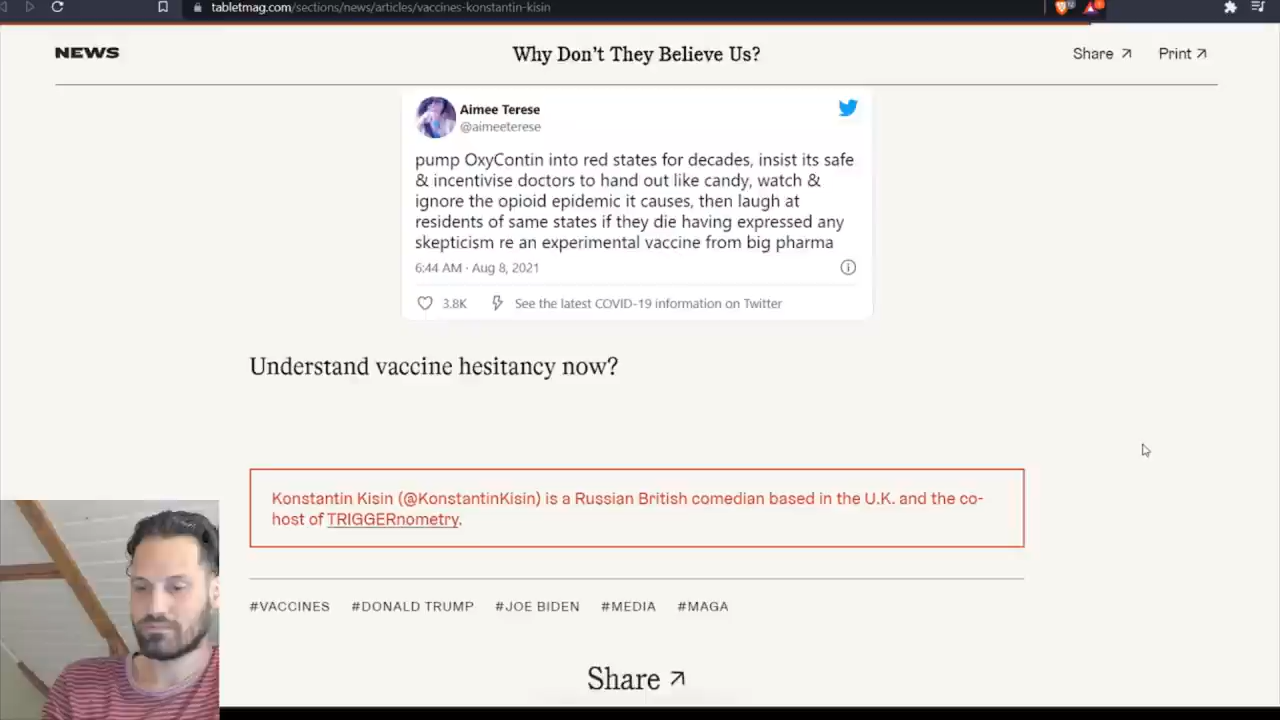 tabletmag.com/sections/news/articles/vaccines-konstantin-kisin
NEWS
Why Don't They Believe Us?
Share ↗
Print ↗
Aimee Terese
@aimeeterese
pump OxyContin into red states for decades, insist its safe
& incentivise doctors to hand out like candy, watch &
ignore the opioid epidemic it causes, then laugh at
residents of same states if they die having expressed any
skepticism re an experimental vaccine from big pharma
6:44 AM · Aug 8, 2021
3.8K
See the latest COVID-19 information on Twitter
Understand vaccine hesitancy now?
Konstantin Kisin (@KonstantinKisin) is a Russian British comedian based in the U.K. and the co-
host of TRIGGERnometry.
#VACCINES #DONALD TRUMP #JOE BIDEN #MEDIA #MAGA
Share ↗